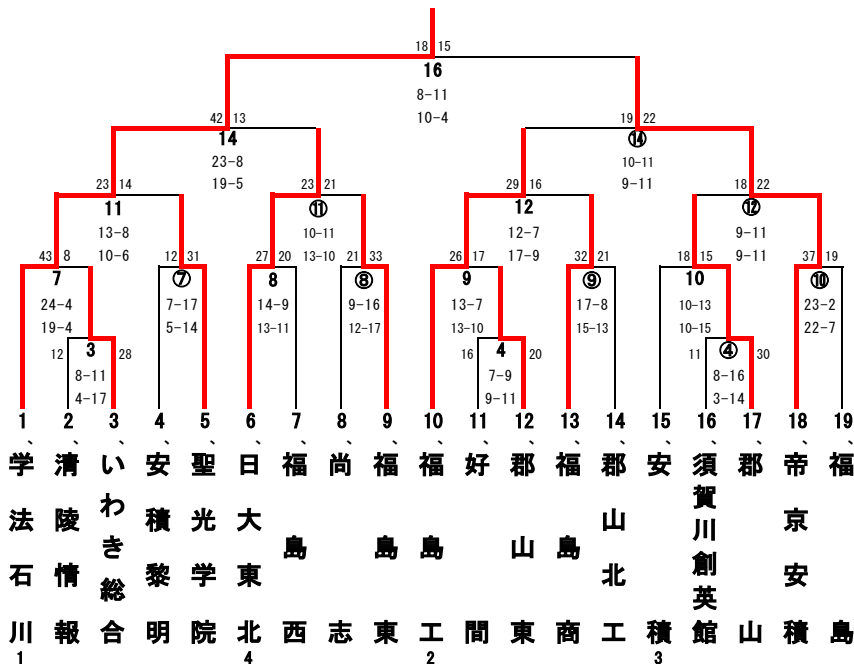 18 15
16
8-11
10-4
42 13
14
23-8
19-5
19 22
⑭
10-11
9-11
23 14
11
13-8
10-6
23 21
⑪
10-11
13-10
29 16
12
12-7
17-9
18 22
⑫
9-11
9-11
43 8
7
24-4
19-4
12 31
⑦
7-17
5-14
27 20
8
14-9
13-11
21 33
⑧
9-16
12-17
26 17
9
13-7
13-10
32 21
⑨
17-8
15-13
18 15
10
10-13
10-15
37 19
⑩
23-2
22-7
12 3 28
8-11
4-17
16 4 20
7-9
9-11
11 ④ 30
8-16
3-14
1、学法石川
2、清陵情報
3、いわき総合
4、安積黎明
5、聖光学院
6、日大東北
7、福島西
8、尚志
9、福島東
10、福島工
11、好間
12、郡山東
13、福島商
14、郡山北工
15、安積
16、須賀川創英館
17、郡山
18、帝京安積
19、福島
1 4 2 3